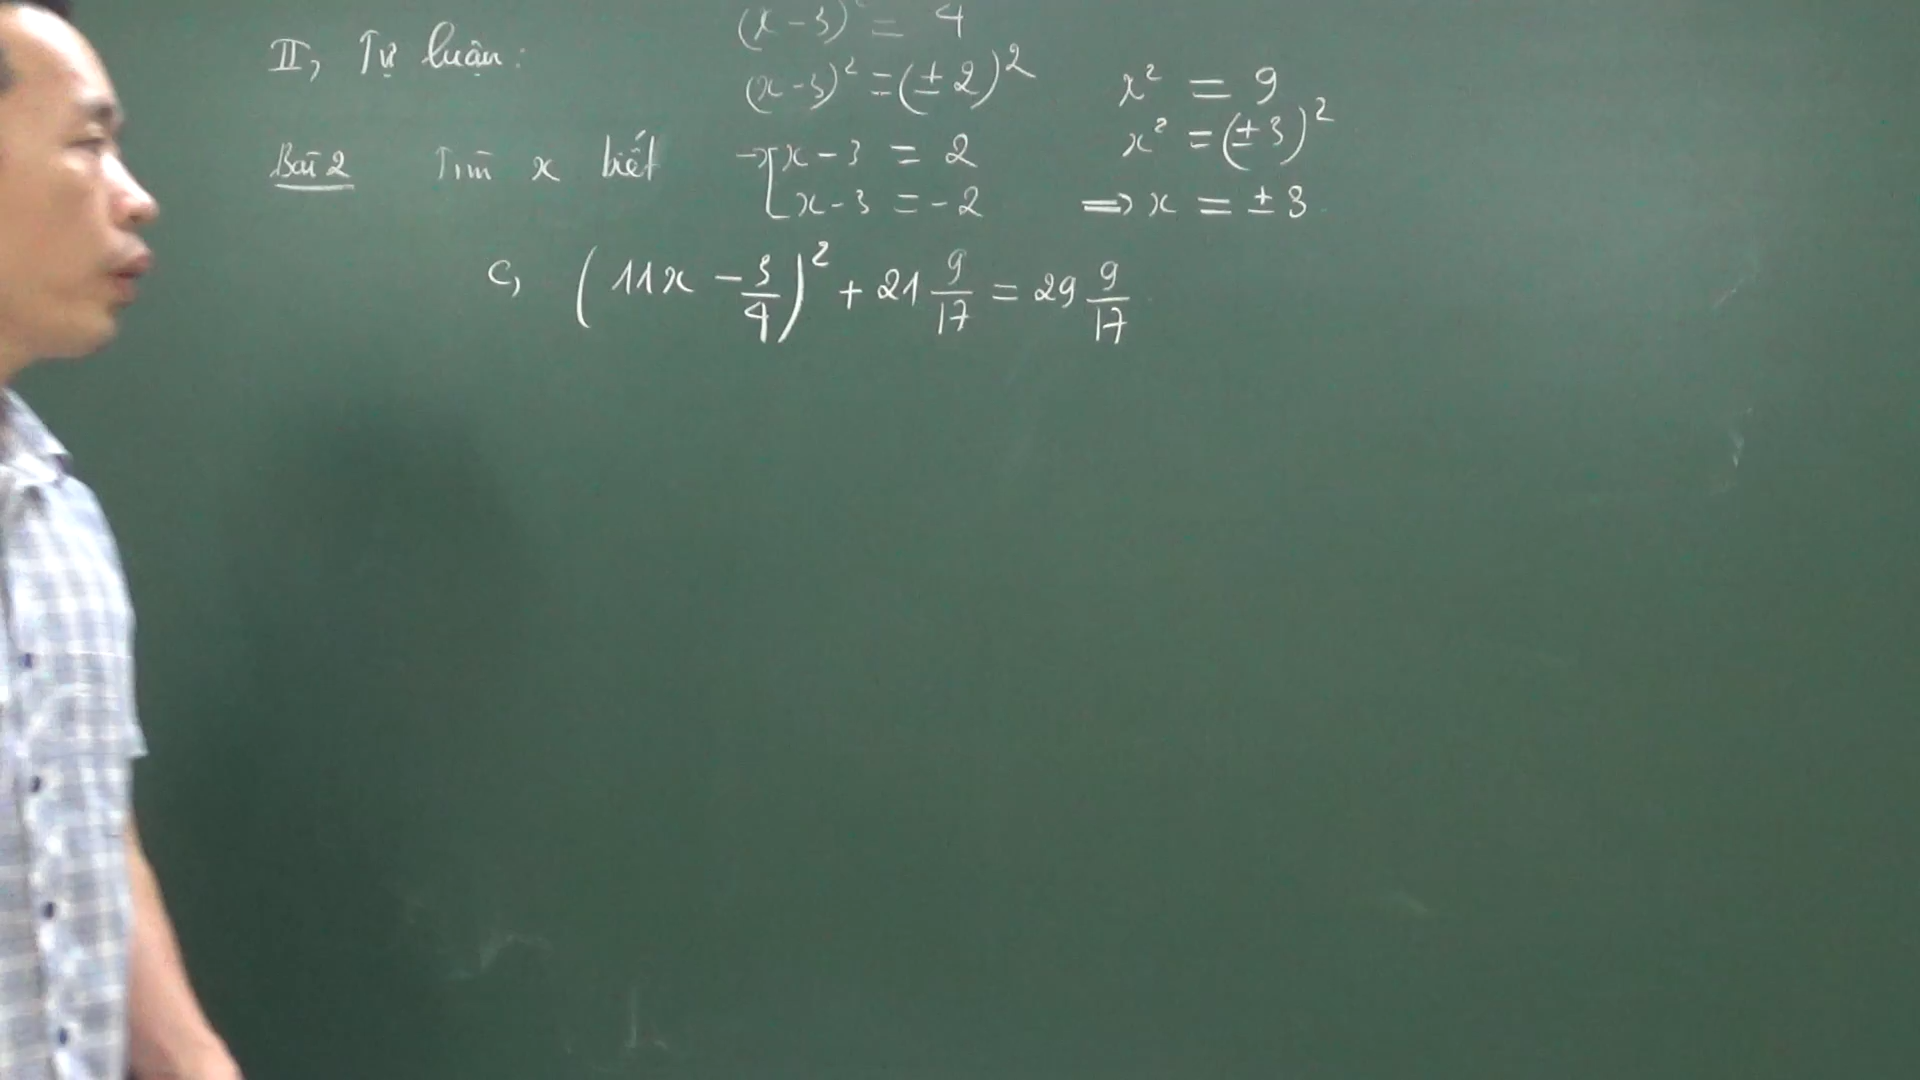 II, Tự luận:
(x - 3)² = 4
(x - 3)² = (± 2)²
x - 3 = 2
x - 3 = - 2
x² = 9
x² = (± 3)²
⇒ x = ± 3
Bài 2 Tìm x biết
c, (11x - 3/4)² + 21 9/17 = 29 9/17